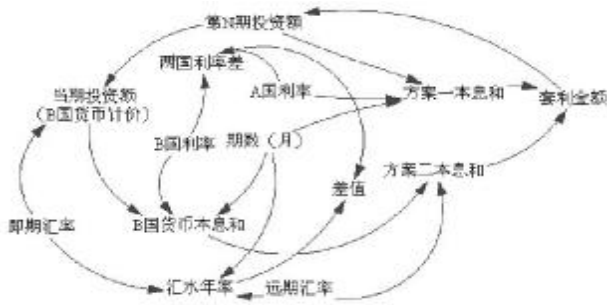 第N期投资额
两国利率差
当期投资额
(B国货币计价)
A国利率
方案一本息和
套利金额
B国利率
期数（月）
方案二本息和
差值
即期汇率
B国货币本息和
汇水年率
远期汇率